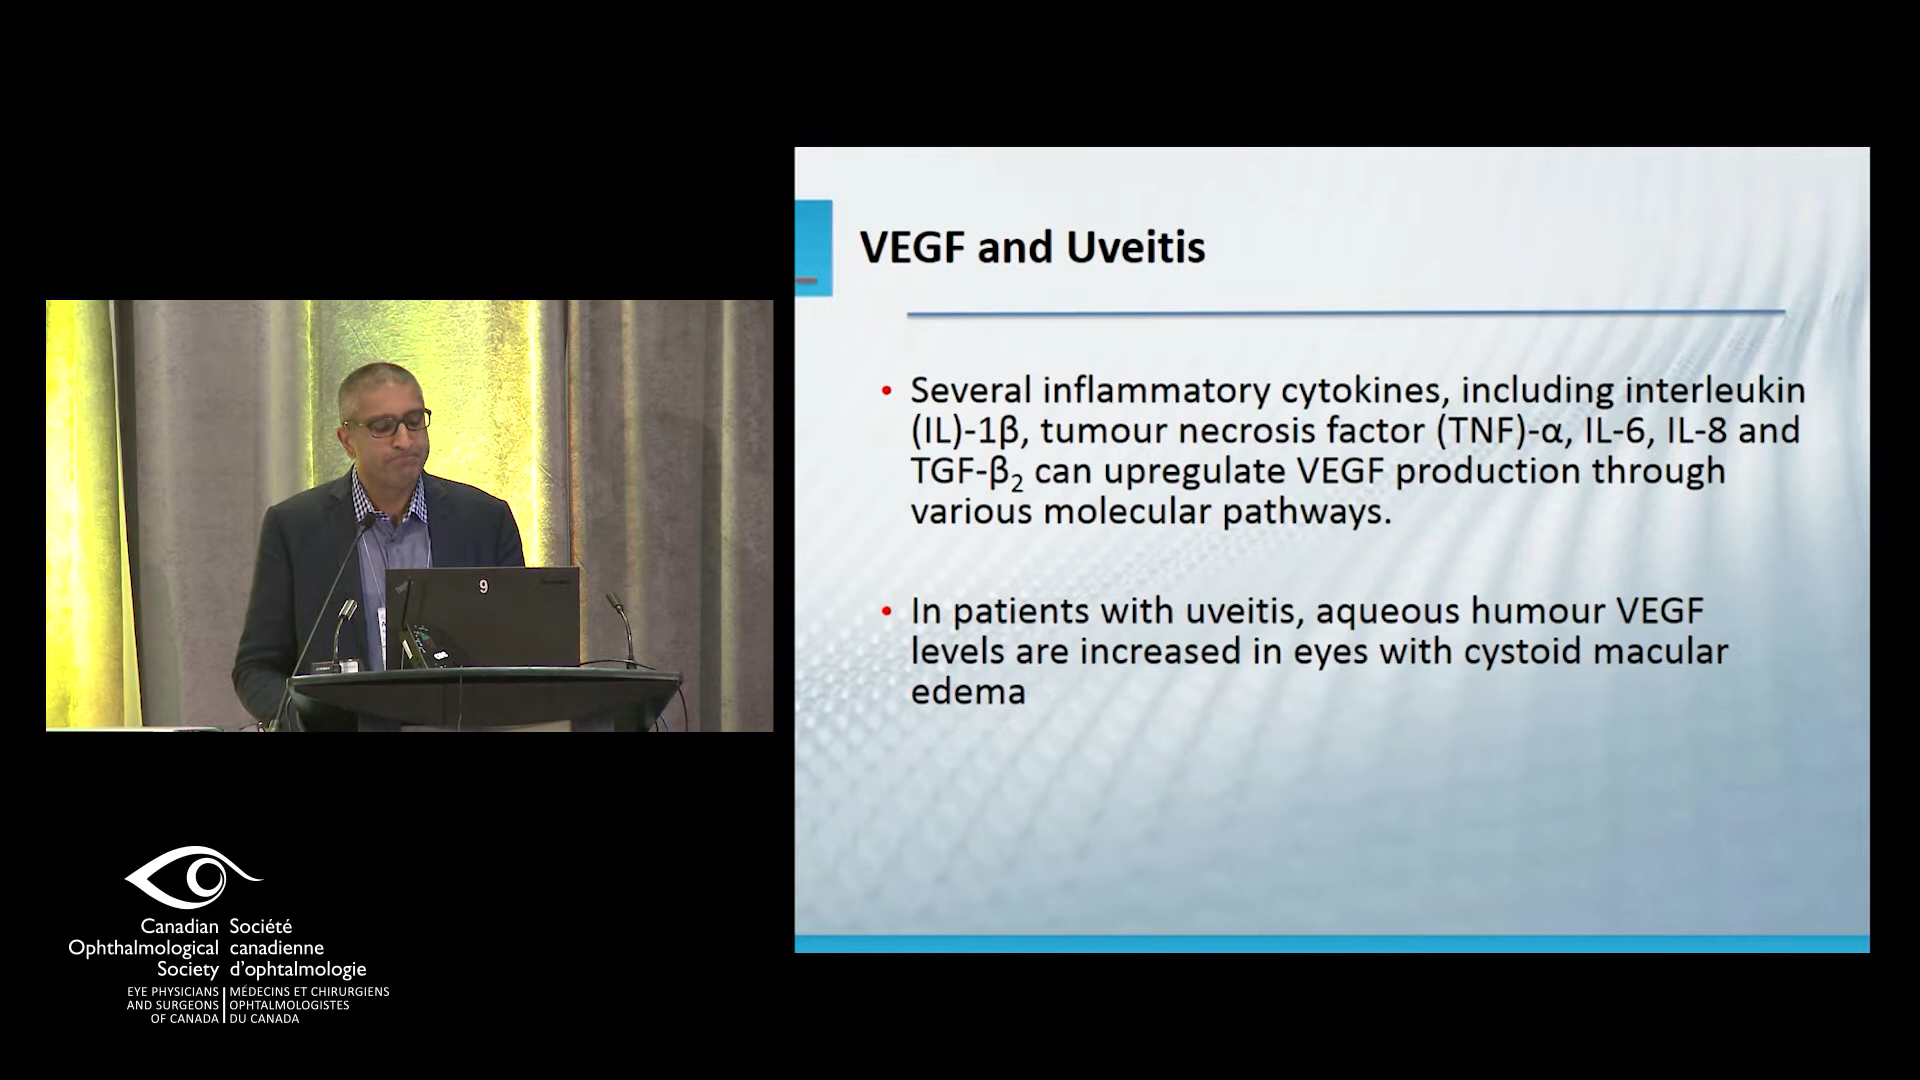 VEGF and Uveitis
• Several inflammatory cytokines, including interleukin
(IL)-1β, tumour necrosis factor (TNF)-α, IL-6, IL-8 and
TGF-β₂ can upregulate VEGF production through
various molecular pathways.
• In patients with uveitis, aqueous humour VEGF
levels are increased in eyes with cystoid macular
edema
9
Canadian
Ophthalmological
Society
EYE PHYSICIANS
AND SURGEONS
OF CANADA
Société
canadienne
d'ophtalmologie
MÉDECINS ET CHIRURGIENS
OPHTALMOLOGISTES
DU CANADA